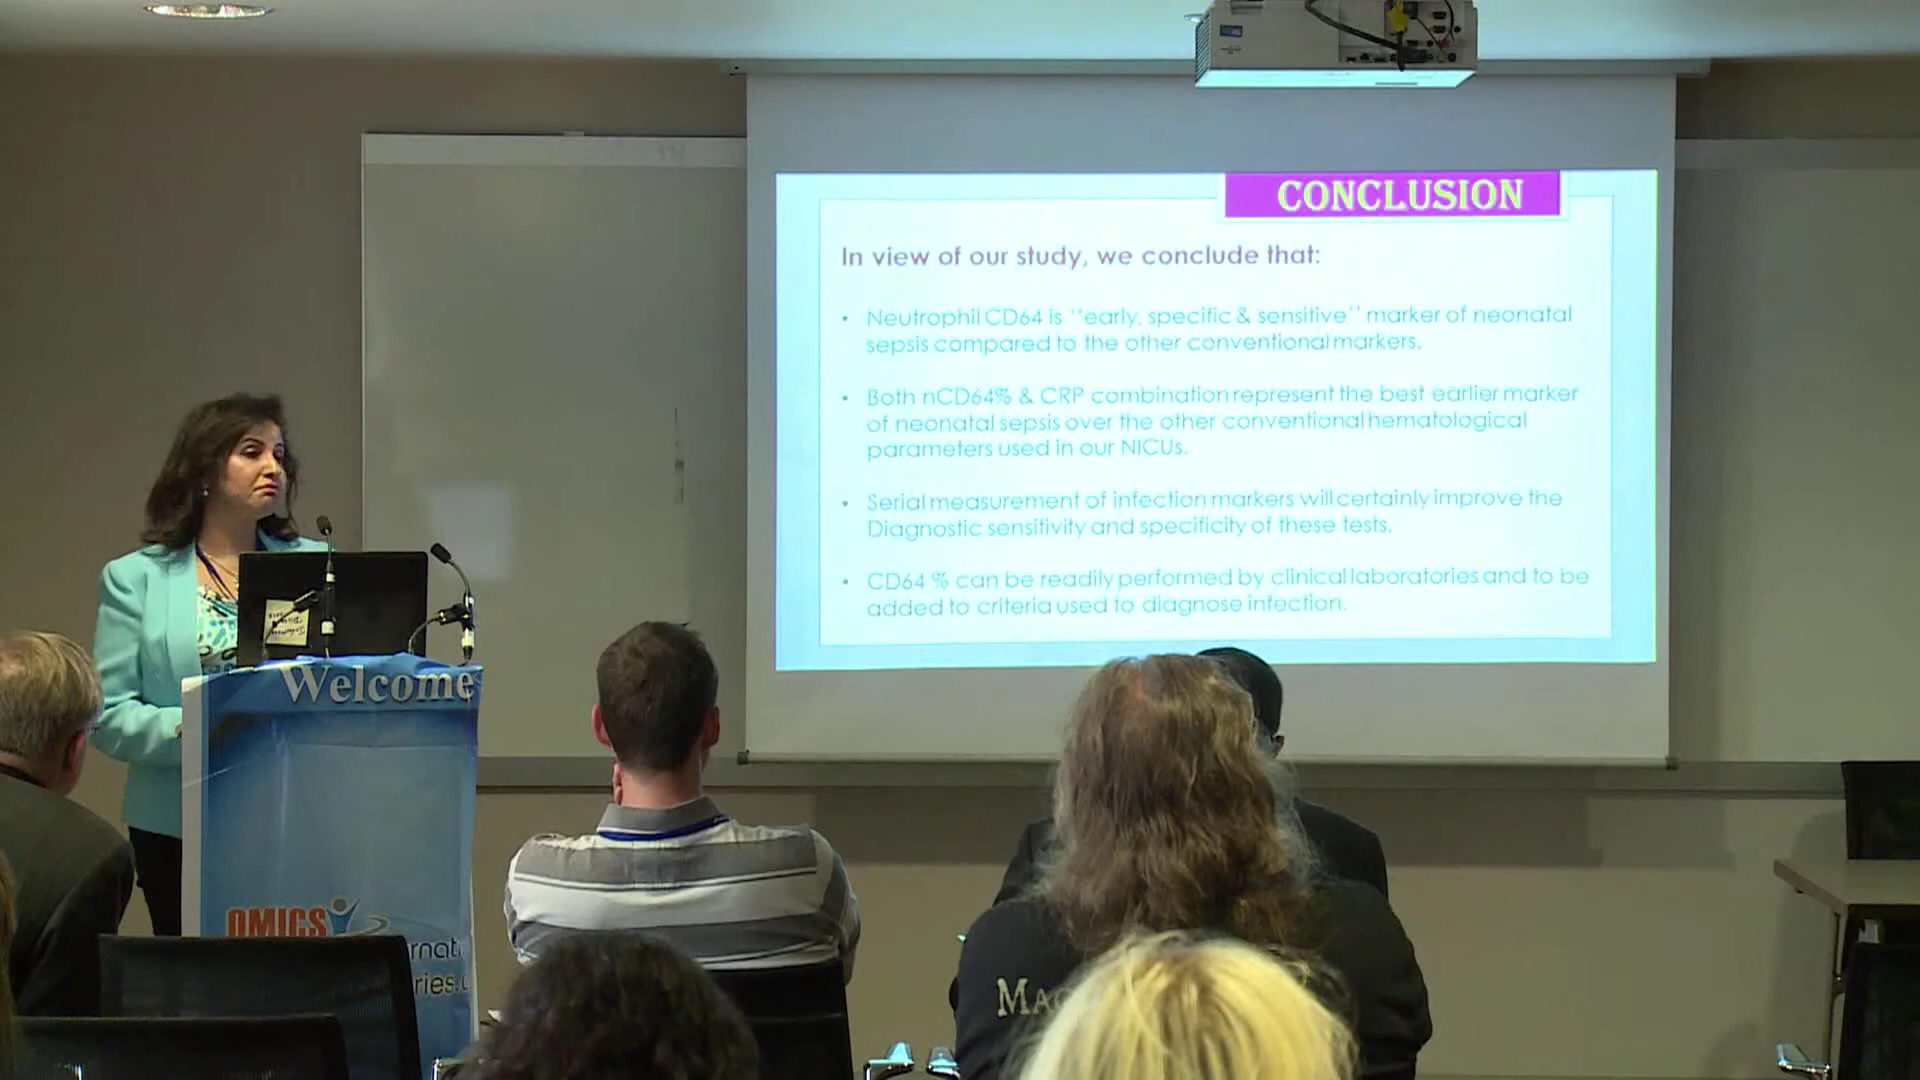 CONCLUSION
In view of our study, we conclude that:
• Neutrophil CD64 is ''early, specific & sensitive'' marker of neonatal
sepsis compared to the other conventional markers.
• Both nCD64% & CRP combination represent the best earlier marker
of neonatal sepsis over the other conventional hematological
parameters used in our NICUs.
• Serial measurement of infection markers will certainly improve the
Diagnostic sensitivity and specificity of these tests.
• CD64 % can be readily performed by clinical laboratories and to be
added to criteria used to diagnose infection.
Welcome
OMICS